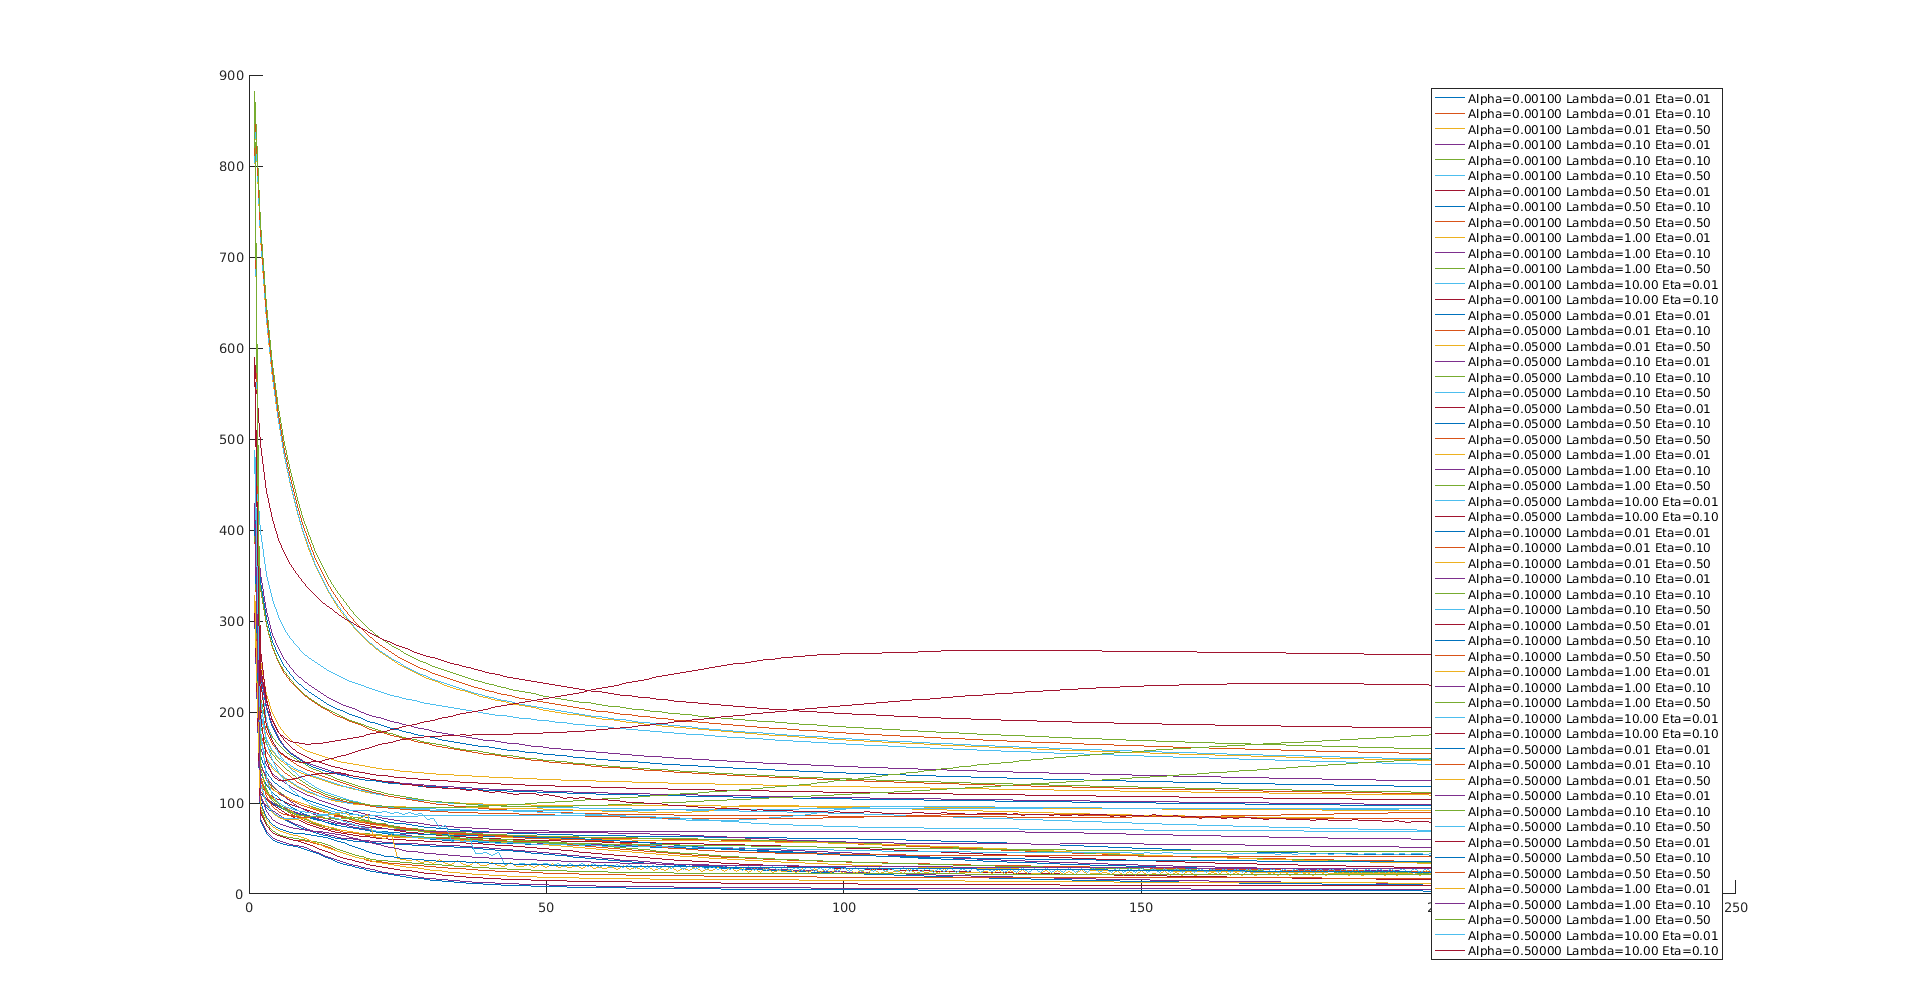 900
800
700
600
500
400
300
200
100
0
0
50
100
150
2
250
Alpha=0.00100 Lambda=0.01 Eta=0.01
Alpha=0.00100 Lambda=0.01 Eta=0.10
Alpha=0.00100 Lambda=0.01 Eta=0.50
Alpha=0.00100 Lambda=0.10 Eta=0.01
Alpha=0.00100 Lambda=0.10 Eta=0.10
Alpha=0.00100 Lambda=0.10 Eta=0.50
Alpha=0.00100 Lambda=0.50 Eta=0.01
Alpha=0.00100 Lambda=0.50 Eta=0.10
Alpha=0.00100 Lambda=0.50 Eta=0.50
Alpha=0.00100 Lambda=1.00 Eta=0.01
Alpha=0.00100 Lambda=1.00 Eta=0.10
Alpha=0.00100 Lambda=1.00 Eta=0.50
Alpha=0.00100 Lambda=10.00 Eta=0.01
Alpha=0.00100 Lambda=10.00 Eta=0.10
Alpha=0.05000 Lambda=0.01 Eta=0.01
Alpha=0.05000 Lambda=0.01 Eta=0.10
Alpha=0.05000 Lambda=0.01 Eta=0.50
Alpha=0.05000 Lambda=0.10 Eta=0.01
Alpha=0.05000 Lambda=0.10 Eta=0.10
Alpha=0.05000 Lambda=0.10 Eta=0.50
Alpha=0.05000 Lambda=0.50 Eta=0.01
Alpha=0.05000 Lambda=0.50 Eta=0.10
Alpha=0.05000 Lambda=0.50 Eta=0.50
Alpha=0.05000 Lambda=1.00 Eta=0.01
Alpha=0.05000 Lambda=1.00 Eta=0.10
Alpha=0.05000 Lambda=1.00 Eta=0.50
Alpha=0.05000 Lambda=10.00 Eta=0.01
Alpha=0.05000 Lambda=10.00 Eta=0.10
Alpha=0.10000 Lambda=0.01 Eta=0.01
Alpha=0.10000 Lambda=0.01 Eta=0.10
Alpha=0.10000 Lambda=0.01 Eta=0.50
Alpha=0.10000 Lambda=0.10 Eta=0.01
Alpha=0.10000 Lambda=0.10 Eta=0.10
Alpha=0.10000 Lambda=0.10 Eta=0.50
Alpha=0.10000 Lambda=0.50 Eta=0.01
Alpha=0.10000 Lambda=0.50 Eta=0.10
Alpha=0.10000 Lambda=0.50 Eta=0.50
Alpha=0.10000 Lambda=1.00 Eta=0.01
Alpha=0.10000 Lambda=1.00 Eta=0.10
Alpha=0.10000 Lambda=1.00 Eta=0.50
Alpha=0.10000 Lambda=10.00 Eta=0.01
Alpha=0.10000 Lambda=10.00 Eta=0.10
Alpha=0.50000 Lambda=0.01 Eta=0.01
Alpha=0.50000 Lambda=0.01 Eta=0.10
Alpha=0.50000 Lambda=0.01 Eta=0.50
Alpha=0.50000 Lambda=0.10 Eta=0.01
Alpha=0.50000 Lambda=0.10 Eta=0.10
Alpha=0.50000 Lambda=0.10 Eta=0.50
Alpha=0.50000 Lambda=0.50 Eta=0.01
Alpha=0.50000 Lambda=0.50 Eta=0.10
Alpha=0.50000 Lambda=0.50 Eta=0.50
Alpha=0.50000 Lambda=1.00 Eta=0.01
Alpha=0.50000 Lambda=1.00 Eta=0.10
Alpha=0.50000 Lambda=1.00 Eta=0.50
Alpha=0.50000 Lambda=10.00 Eta=0.01
Alpha=0.50000 Lambda=10.00 Eta=0.10